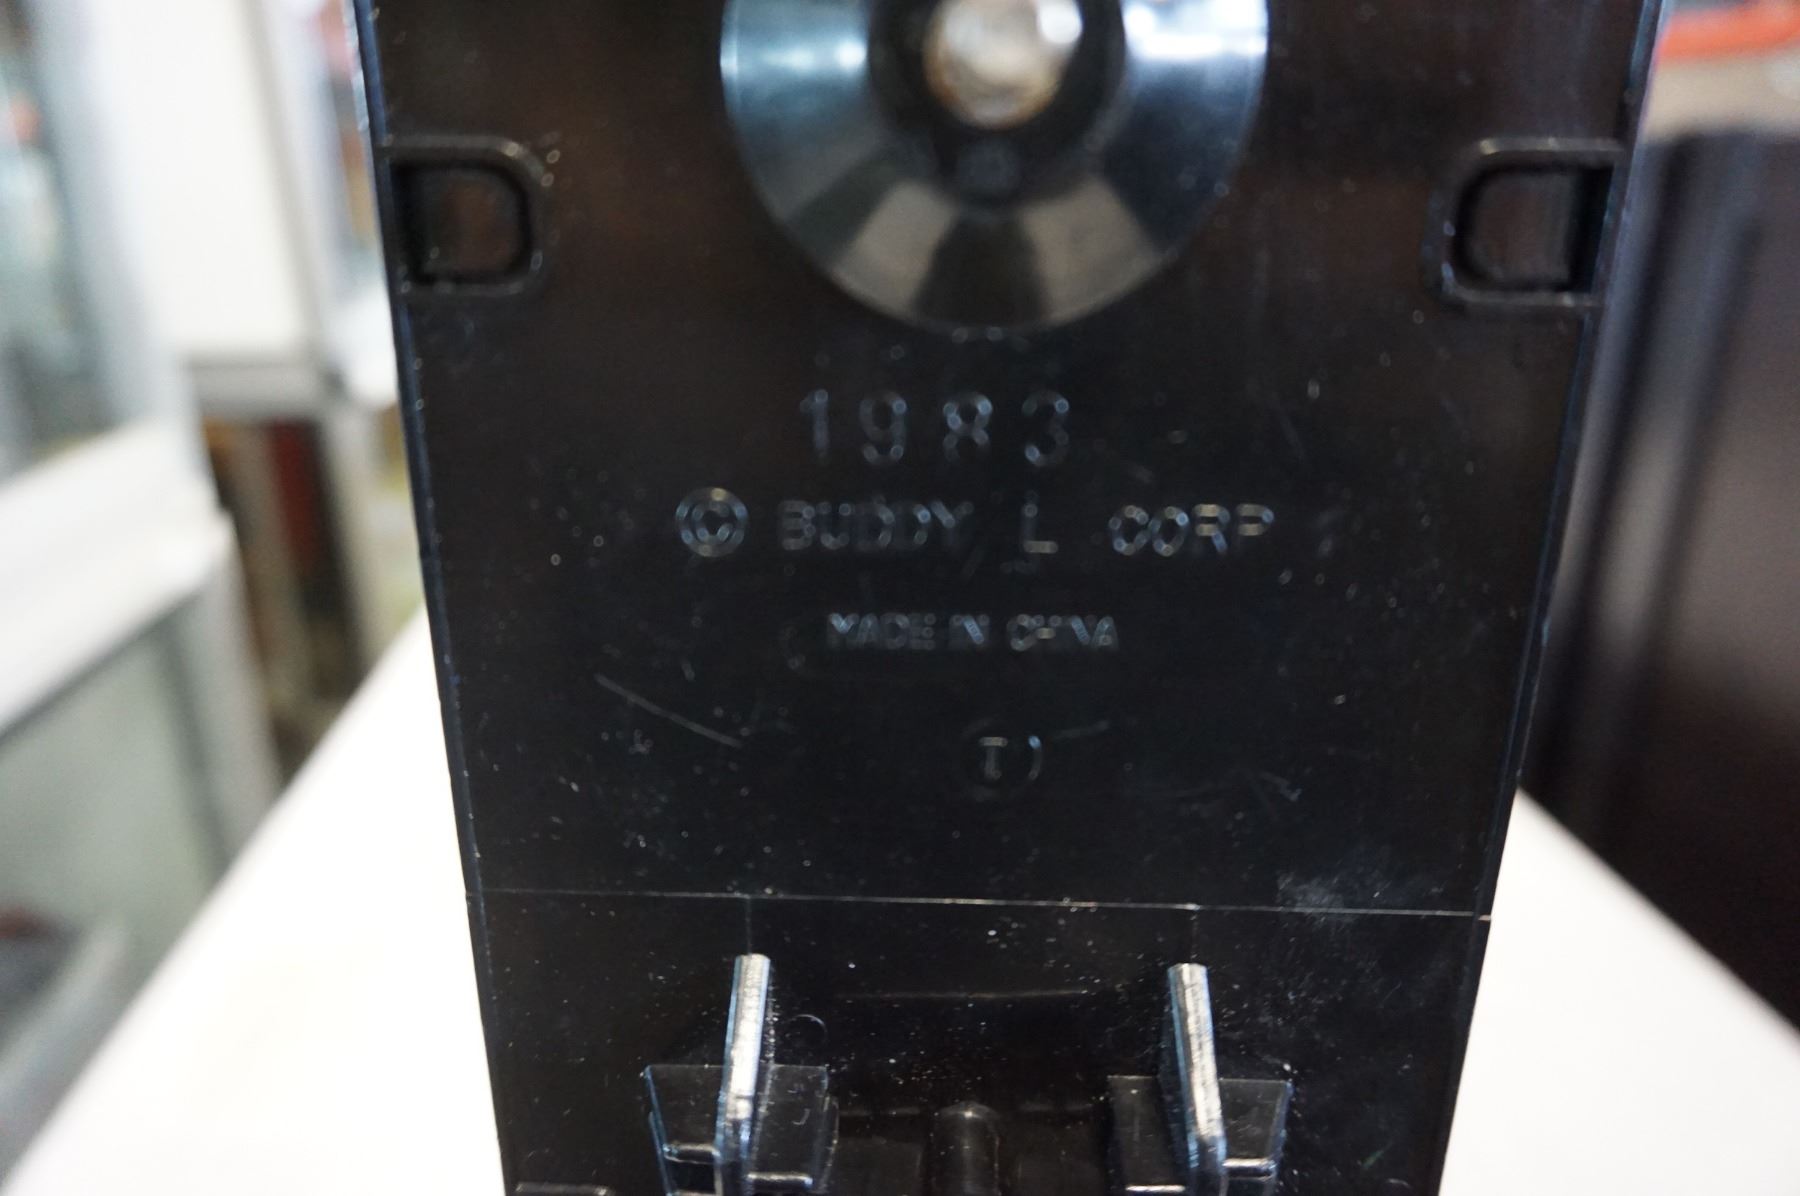 1983
© BUDDY L CORP
MADE IN CHINA